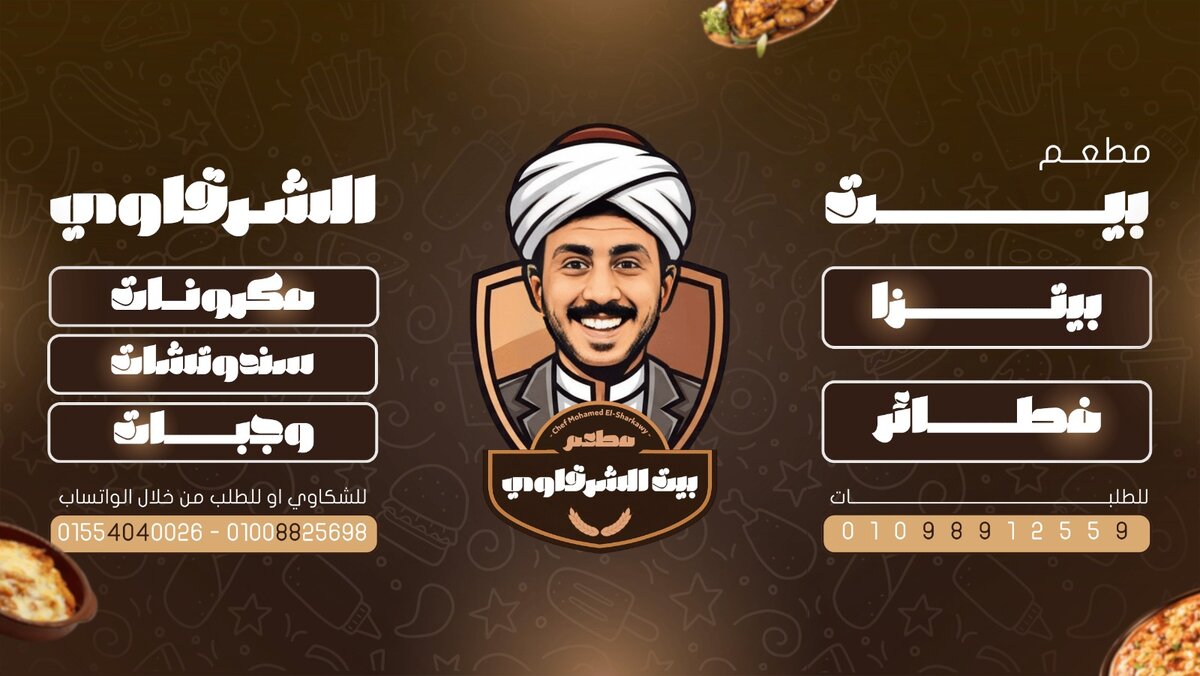 مطعم
بيت
بيتزا
فطائر
للطلبات
01098912559
- Chef Mohamed El-Sharkawy -
مطعم
بيت الشرقاوي
الشرقاوي
مكرونات
سندوتشات
وجبات
للشكاوي او للطلب من خلال الواتساب
01554040026 - 01008825698